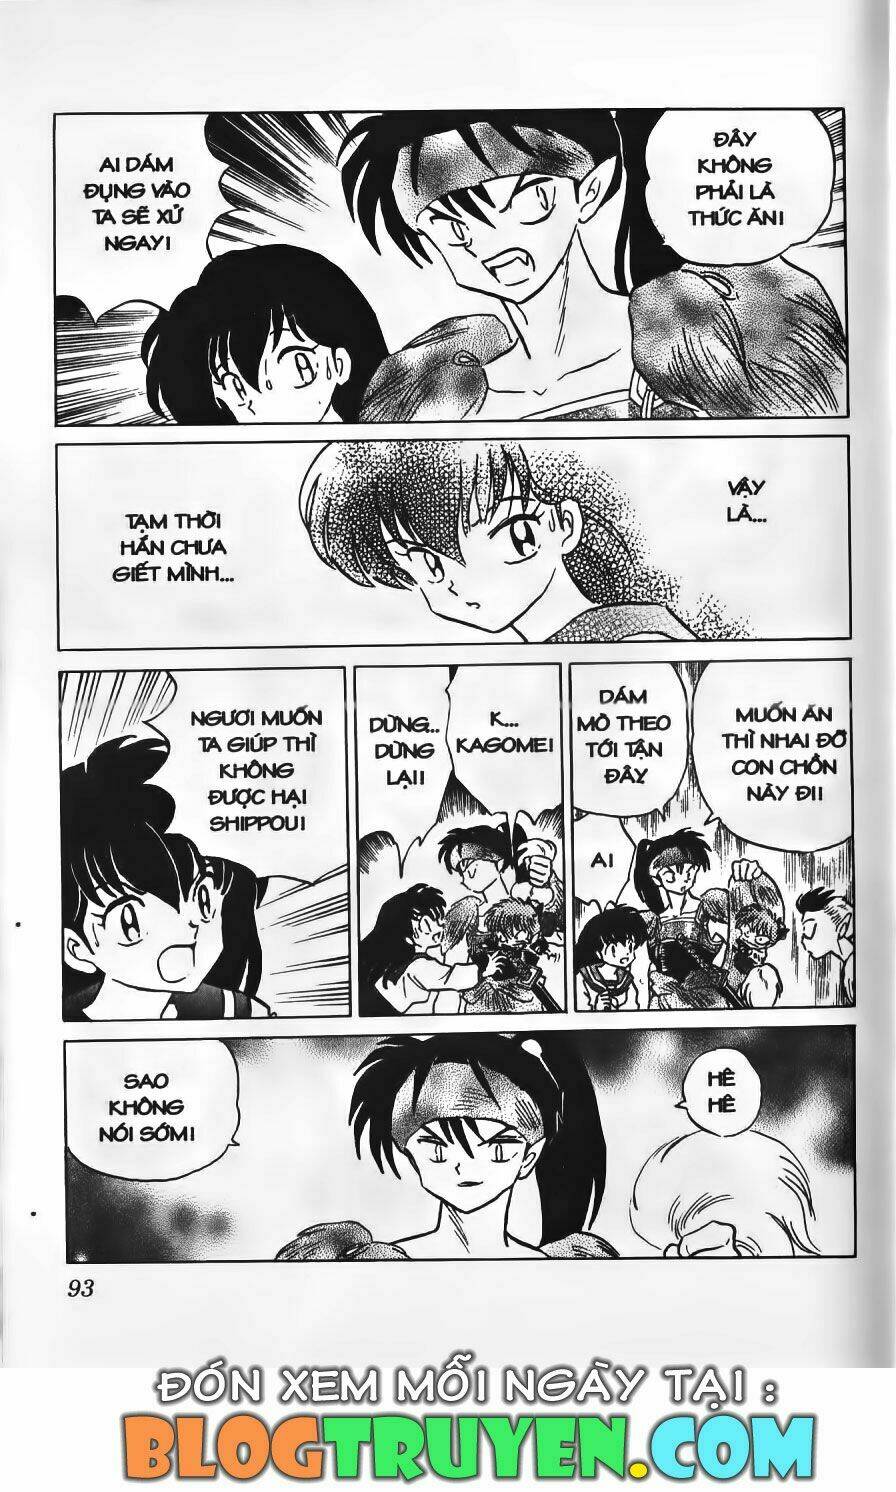 ĐÂY
KHÔNG
PHẢI LÀ
THỨC ĂN!
AI DÁM
ĐỤNG VÀO
TA SẼ XỬ
NGAY!
VẬY
LÀ...
TẠM THỜI
HẮN CHƯA
GIẾT MÌNH...
MUỐN ĂN
THÌ NHAI ĐỠ
CON CHỒN
NÀY ĐI!
DÁM
MÒ THEO
TỚI TẬN
ĐÂY.
A!
K...
KAGOME!
DỪNG...
DỪNG
LẠI!
NGƯƠI MUỐN
TA GIÚP THÌ
KHÔNG
ĐƯỢC HẠI
SHIPPOU!
HÊ
HÊ
SAO
KHÔNG
NÓI SỚM!
93
ĐÓN XEM MỖI NGÀY TẠI :
BLOGTRUYEN.COM